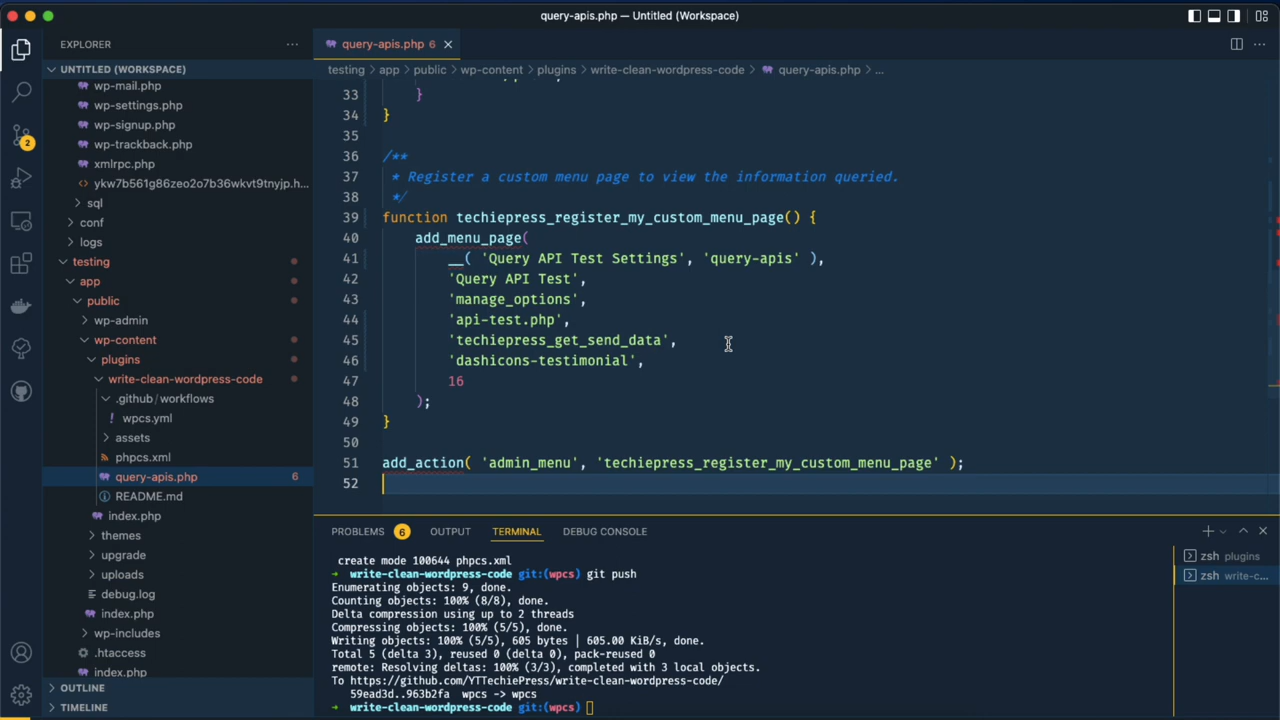 query-apis.php — Untitled (Workspace)
EXPLORER
UNTITLED (WORKSPACE)
wp-mail.php
wp-settings.php
wp-signup.php
wp-trackback.php
xmlrpc.php
<> ykw7b561g86zeo2o7b36wkvt9tnyjp.h...
sql
conf
logs
testing
app
public
wp-admin
wp-content
plugins
write-clean-wordpress-code
.github/workflows
! wpcs.yml
assets
phpcs.xml
query-apis.php 6
README.md
index.php
themes
upgrade
uploads
debug.log
index.php
wp-includes
.htaccess
index.php
OUTLINE
TIMELINE
2
query-apis.php 6
testing > app > public > wp-content > plugins > write-clean-wordpress-code > query-apis.php > ...
33 }
34 }
35
36 /**
37 * Register a custom menu page to view the information queried.
38 */
39 function techiepress_register_my_custom_menu_page() {
40 add_menu_page(
41 __( 'Query API Test Settings', 'query-apis' ),
42 'Query API Test',
43 'manage_options',
44 'api-test.php',
45 'techiepress_get_send_data',
46 'dashicons-testimonial',
47 16
48 );
49 }
50
51 add_action( 'admin_menu', 'techiepress_register_my_custom_menu_page' );
52
PROBLEMS 6 OUTPUT TERMINAL DEBUG CONSOLE
create mode 100644 phpcs.xml
→ write-clean-wordpress-code git:(wpcs) git push
Enumerating objects: 9, done.
Counting objects: 100% (8/8), done.
Delta compression using up to 2 threads
Compressing objects: 100% (5/5), done.
Writing objects: 100% (5/5), 605 bytes | 605.00 KiB/s, done.
Total 5 (delta 3), reused 0 (delta 0), pack-reused 0
remote: Resolving deltas: 100% (3/3), completed with 3 local objects.
To https://github.com/YTTechiePress/write-clean-wordpress-code/
59ead3d..963b2fa wpcs -> wpcs
→ write-clean-wordpress-code git:(wpcs)
zsh plugins
zsh write-c...